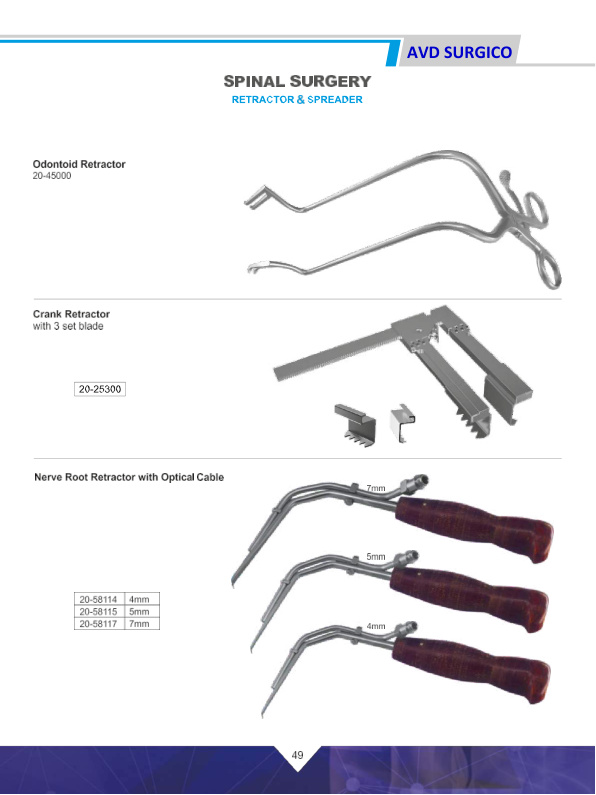 AVD SURGICO
SPINAL SURGERY
RETRACTOR & SPREADER
Odontoid Retractor
20-45000
Crank Retractor
with 3 set blade
20-25300
Nerve Root Retractor with Optical Cable
7mm
5mm
20-58114 4mm
20-58115 5mm
20-58117 7mm
4mm
49